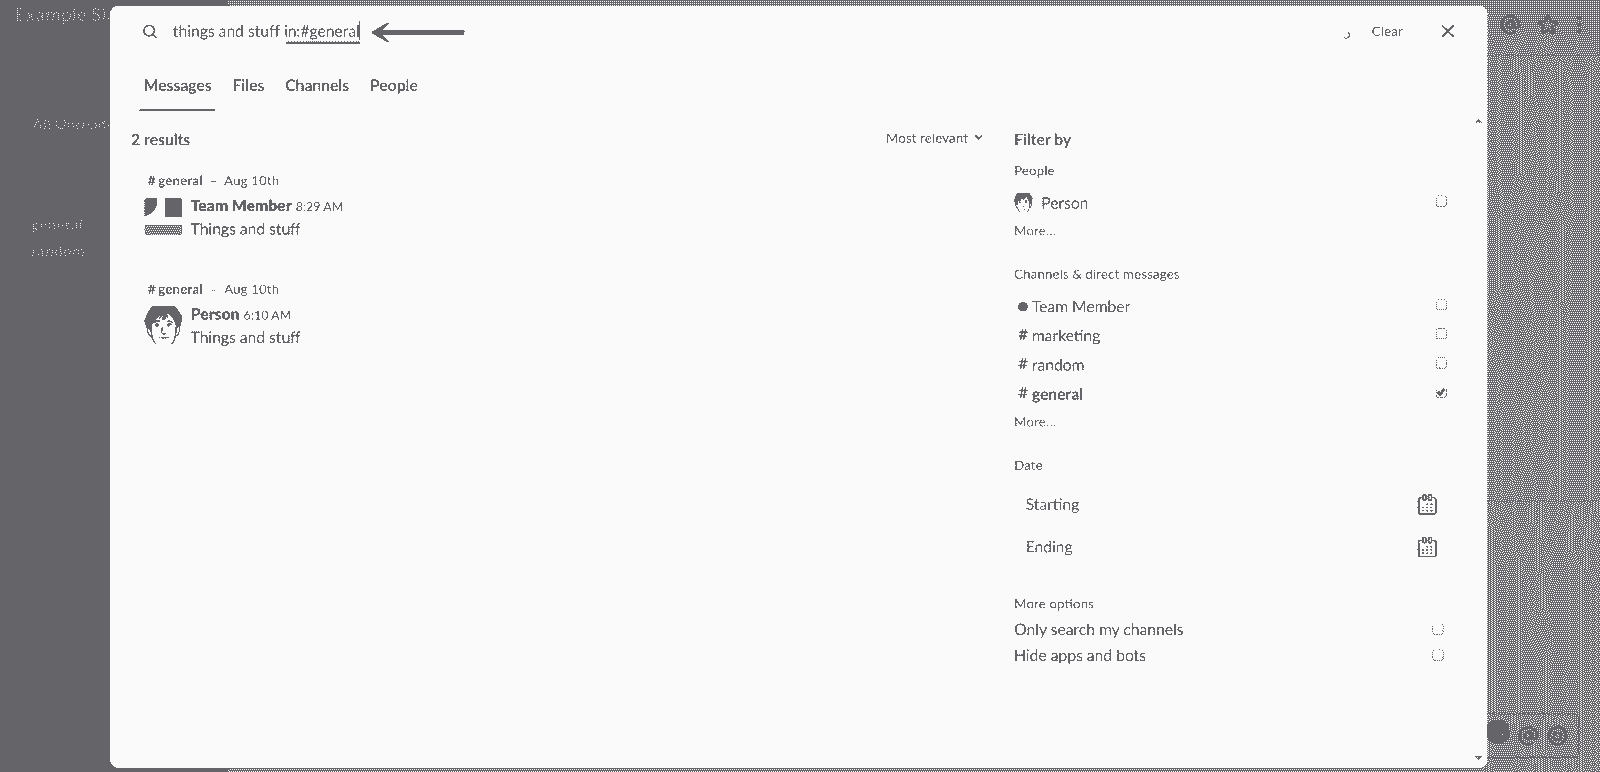 Example
things and stuff in:#general
Clear
Messages Files Channels People
2 results
Most relevant
# general – Aug 10th
Team Member 8:29 AM
Things and stuff
# general - Aug 10th
Person 6:10 AM
Things and stuff
Filter by
People
Person
More...
Channels & direct messages
Team Member
# marketing
# random
# general
More...
Date
Starting
Ending
More options
Only search my channels
Hide apps and bots
general
random